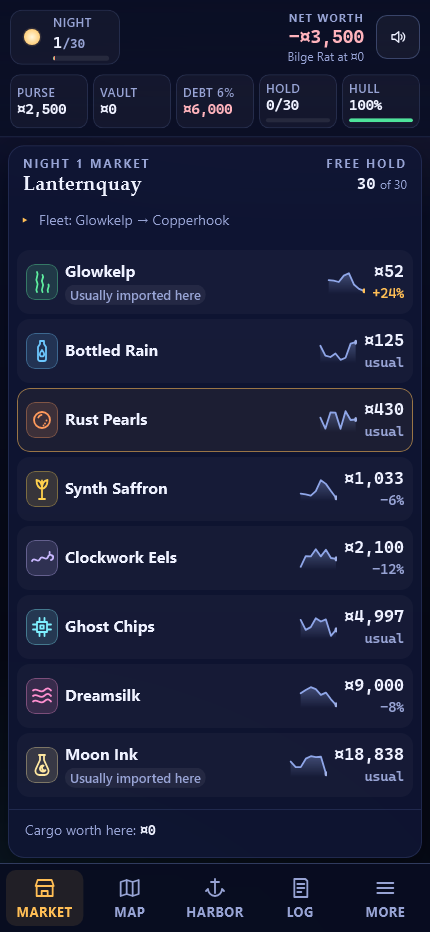 NIGHT
1/30
NET WORTH
−¤3,500
Bilge Rat at ¤0
PURSE
¤2,500
VAULT
¤0
DEBT 6%
¤6,000
HOLD
0/30
HULL
100%
NIGHT 1 MARKET
Lanternquay
FREE HOLD
30 of 30
▸ Fleet: Glowkelp → Copperhook
Glowkelp
Usually imported here
¤52
+24%
Bottled Rain
¤125
usual
Rust Pearls
¤430
usual
Synth Saffron
¤1,033
−6%
Clockwork Eels
¤2,100
−12%
Ghost Chips
¤4,997
usual
Dreamsilk
¤9,000
−8%
Moon Ink
Usually imported here
¤18,838
usual
Cargo worth here: ¤0
MARKET
MAP
HARBOR
LOG
MORE